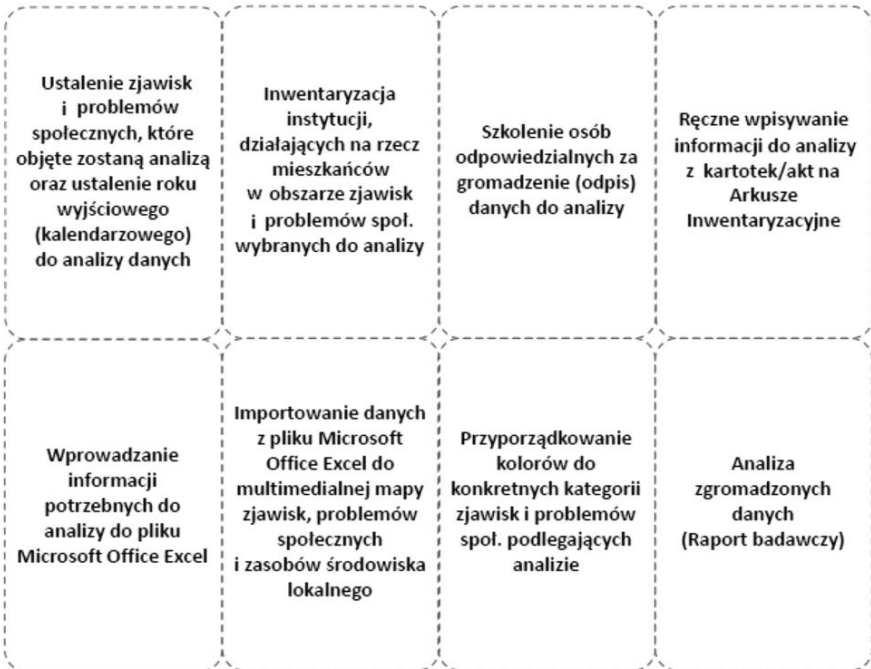 Ustalenie zjawisk
i problemów
społecznych, które
objęte zostaną analizą
oraz ustalenie roku
wyjściowego
(kalendarzowego)
do analizy danych
Inwentaryzacja
instytucji,
działających na rzecz
mieszkańców
w obszarze zjawisk
i problemów społ.
wybranych do analizy
Szkolenie osób
odpowiedzialnych za
gromadzenie (odpis)
danych do analizy
Ręczne wpisywanie
informacji do analizy
z kartotek/akt na
Arkusze
Inwentaryzacyjne
Wprowadzanie
informacji
potrzebnych do
analizy do pliku
Microsoft Office Excel
Importowanie danych
z pliku Microsoft
Office Excel do
multimedialnej mapy
zjawisk, problemów
społecznych
i zasobów środowiska
lokalnego
Przyporządkowanie
kolorów do
konkretnych kategorii
zjawisk i problemów
społ. podlegających
analizie
Analiza
zgromadzonych
danych
(Raport badawczy)